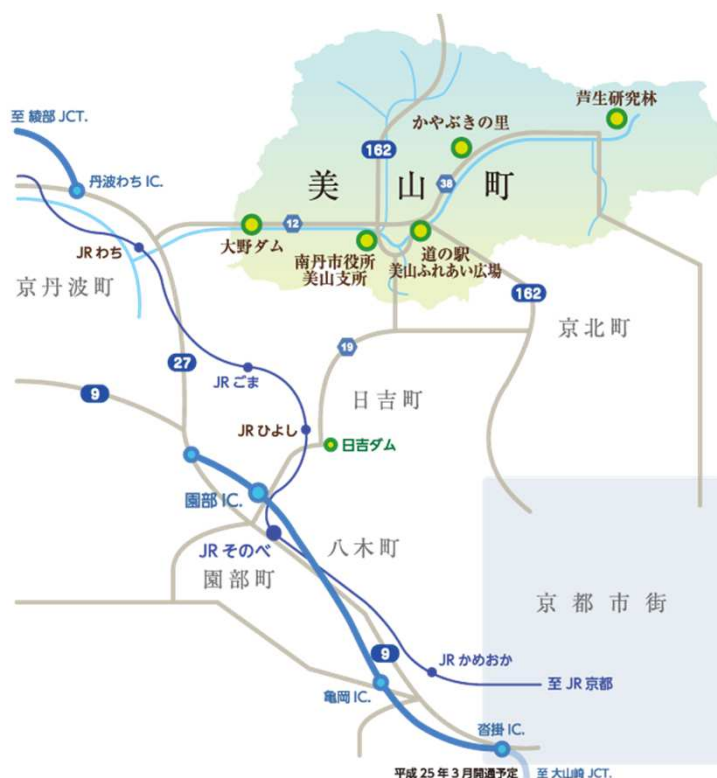 至 綾部 JCT.
芦生研究林
かやぶきの里
162
丹波わち IC.
美山町
38
12
大野ダム
JR わち
南丹市役所
美山支所
道の駅
美山ふれあい広場
京丹波町
162
京北町
19
27
JR ごま
9
日吉町
JR ひよし
日吉ダム
園部 IC.
JR そのべ
八木町
園部町
京都市街
9
JR かめおか
至 JR 京都
亀岡 IC.
沓掛 IC.
平成 25 年 3 月開通予定
至 大山崎 JCT.